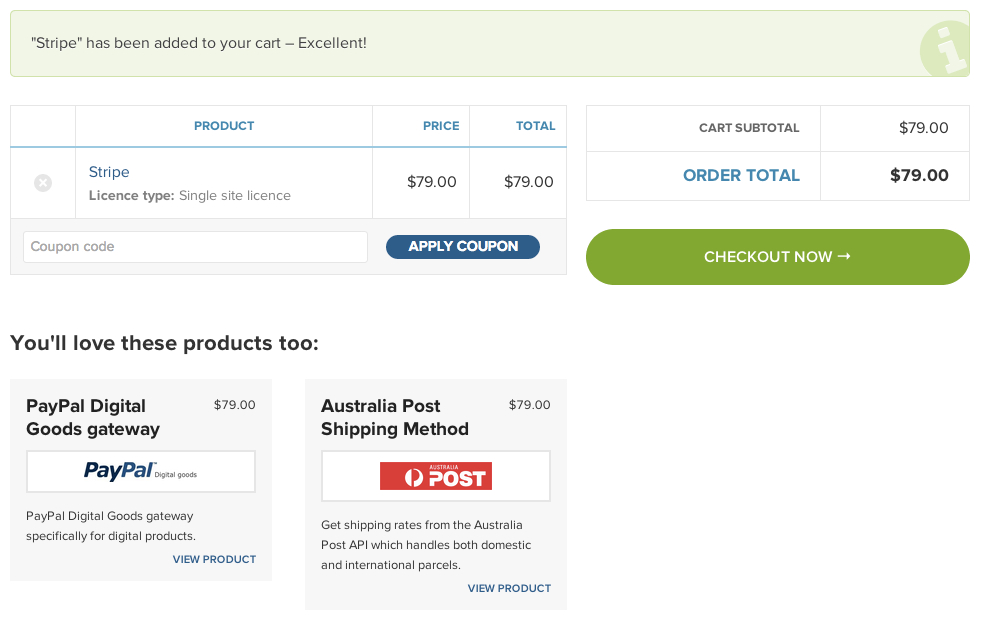 "Stripe" has been added to your cart – Excellent!
PRODUCT PRICE TOTAL
Stripe
Licence type: Single site licence
$79.00 $79.00
Coupon code APPLY COUPON
CART SUBTOTAL $79.00
ORDER TOTAL $79.00
CHECKOUT NOW →
You'll love these products too:
PayPal Digital $79.00
Goods gateway
PayPal™ Digital goods
PayPal Digital Goods gateway
specifically for digital products.
VIEW PRODUCT
Australia Post $79.00
Shipping Method
AUSTRALIA
POST
Get shipping rates from the Australia
Post API which handles both domestic
and international parcels.
VIEW PRODUCT